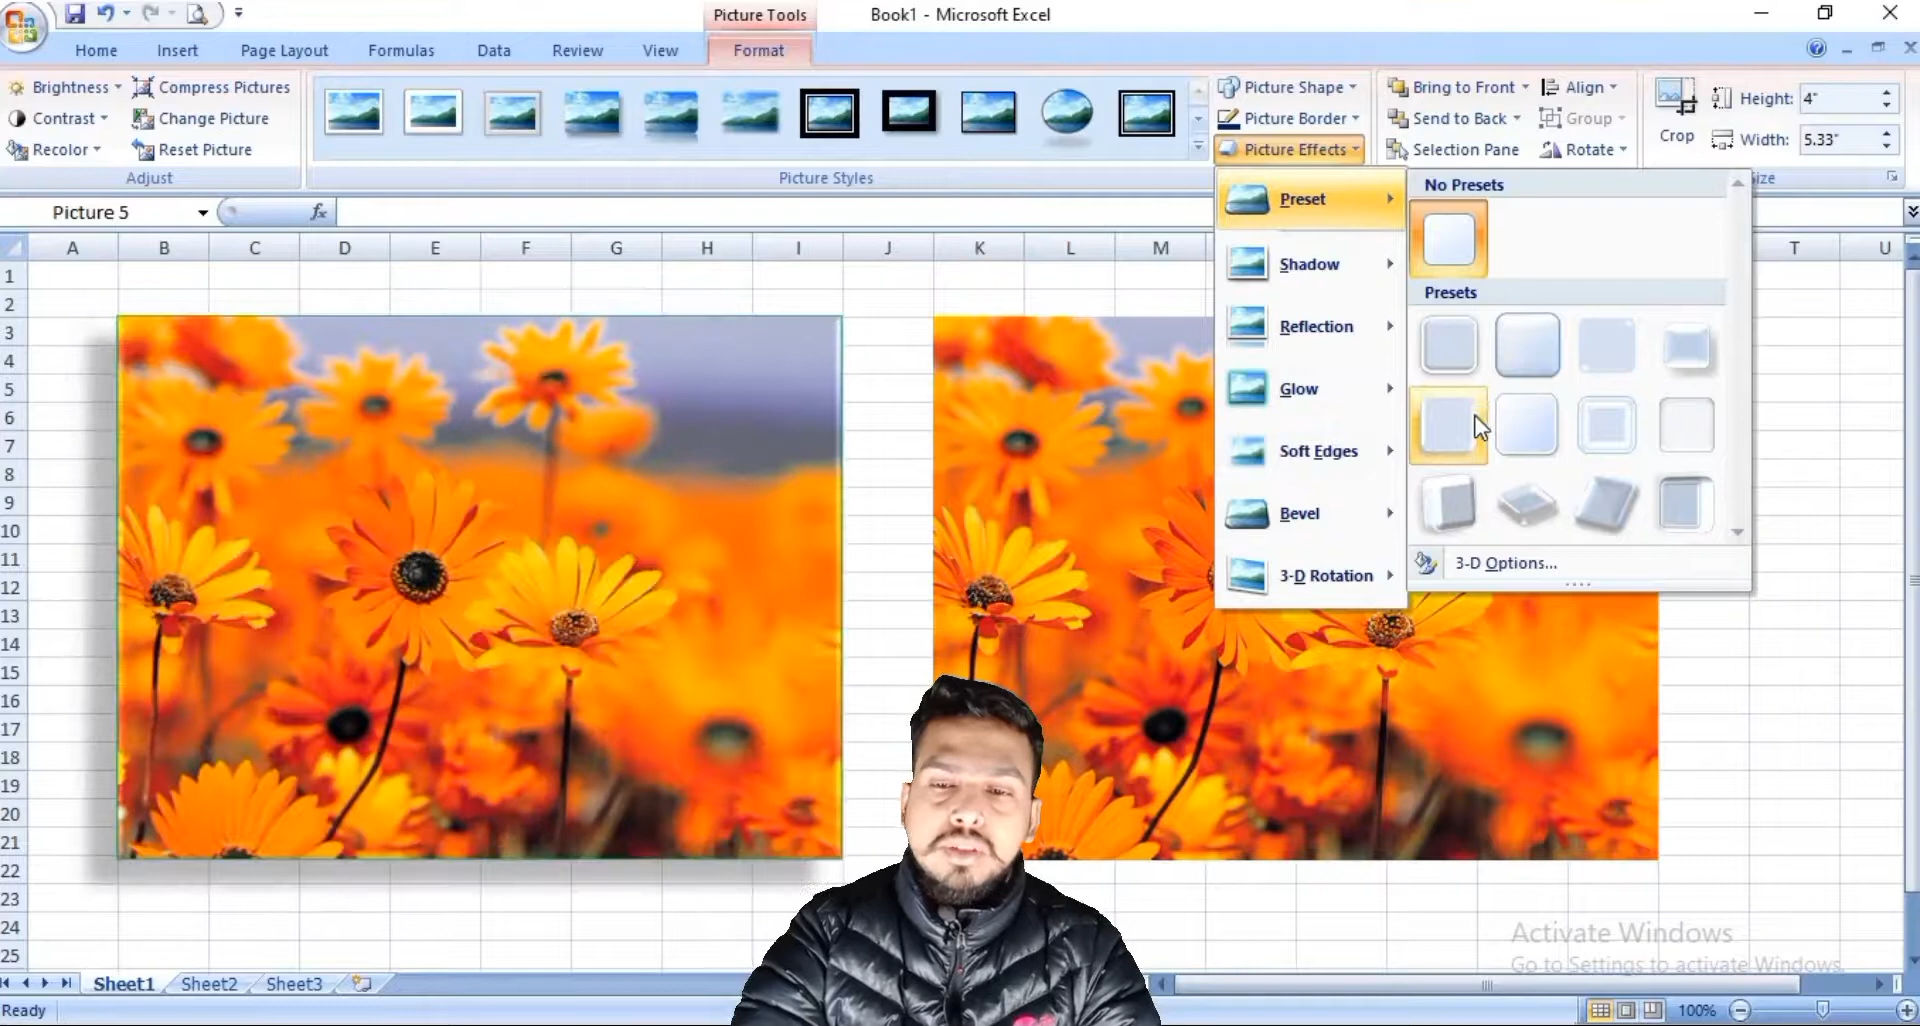 Picture Tools
Book1 - Microsoft Excel
Home Insert Page Layout Formulas Data Review View Format
Brightness
Contrast
Recolor
Compress Pictures
Change Picture
Reset Picture
Adjust
Picture Styles
Picture Shape
Picture Border
Picture Effects
Bring to Front
Send to Back
Selection Pane
Align
Group
Rotate
Crop
Height: 4"
Width: 5.33"
Picture 5
fx
Preset
Shadow
Reflection
Glow
Soft Edges
Bevel
3-D Rotation
No Presets
Presets
3-D Options...
A B C D E F G H I J K L M T U
1
2
3
4
5
6
7
8
9
10
11
12
13
14
15
16
17
18
19
20
21
22
23
24
25
Activate Windows
Go to Settings to activate Windows.
Sheet1 Sheet2 Sheet3
Ready
100%